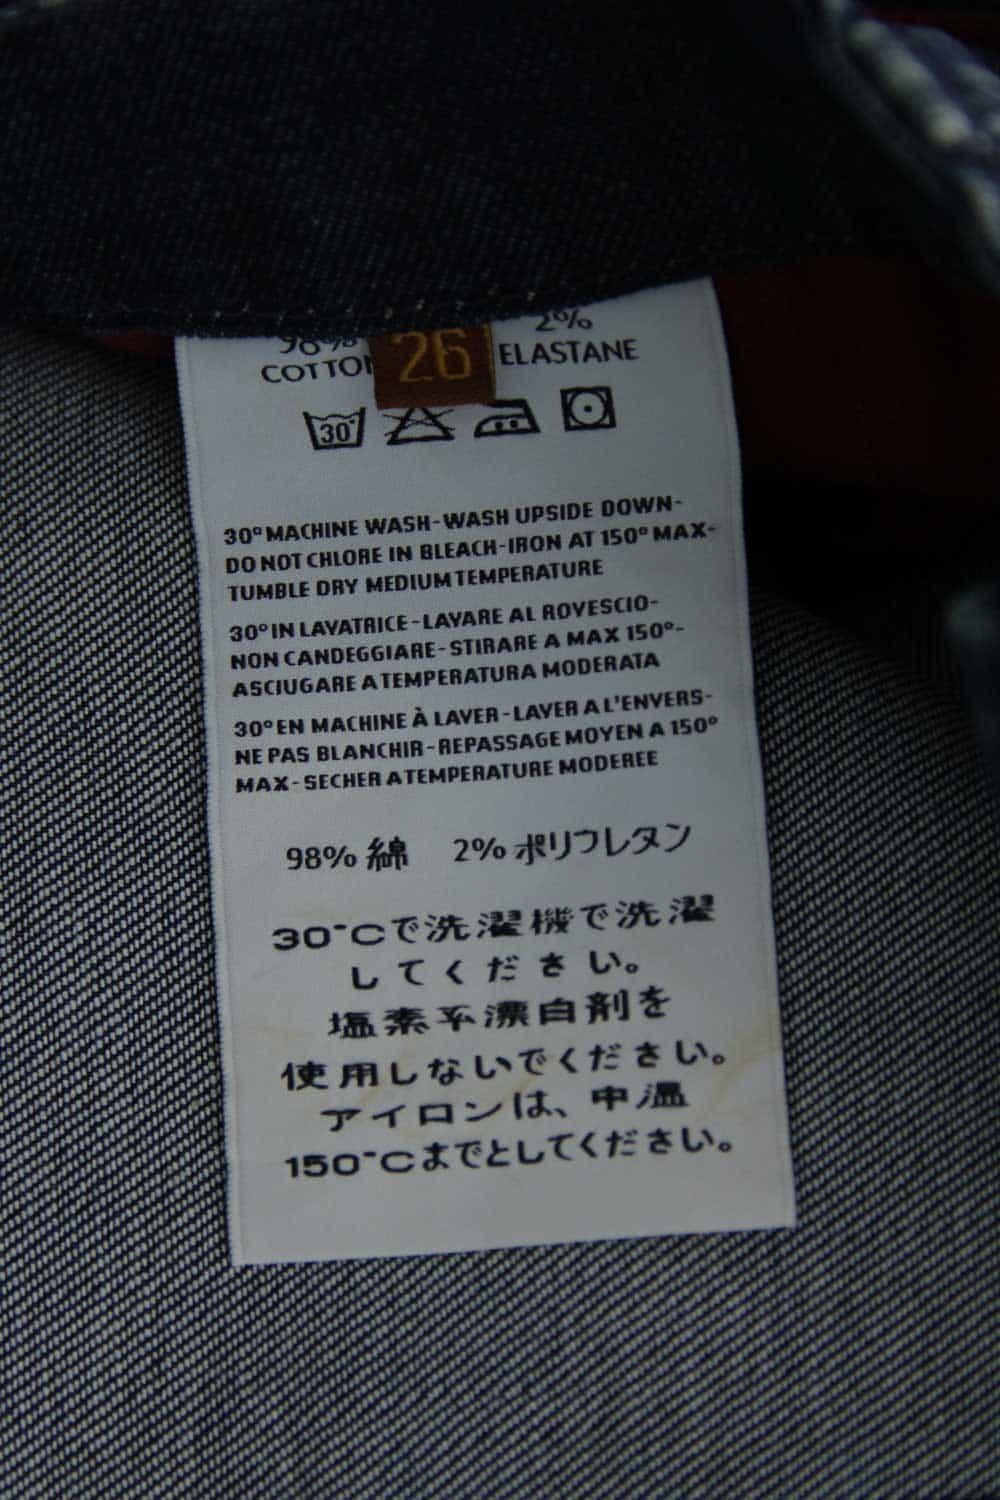 98% 2%
COTTON 26 ELASTANE
30°
30° MACHINE WASH-WASH UPSIDE DOWN-
DO NOT CHLORE IN BLEACH-IRON AT 150° MAX-
TUMBLE DRY MEDIUM TEMPERATURE
30° IN LAVATRICE-LAVARE AL ROVESCIO-
NON CANDEGGIARE-STIRARE A MAX 150°-
ASCIUGARE A TEMPERATURA MODERATA
30° EN MACHINE À LAVER-LAVER A L'ENVERS-
NE PAS BLANCHIR-REPASSAGE MOYEN A 150°
MAX-SECHER A TEMPERATURE MODEREE
98% 綿 2% ポリフレタン
30°Cで洗濯機で洗濯
してください。
塩素系漂白剤を
使用しないでください。
アイロンは、中温
150°Cまでとしてください。